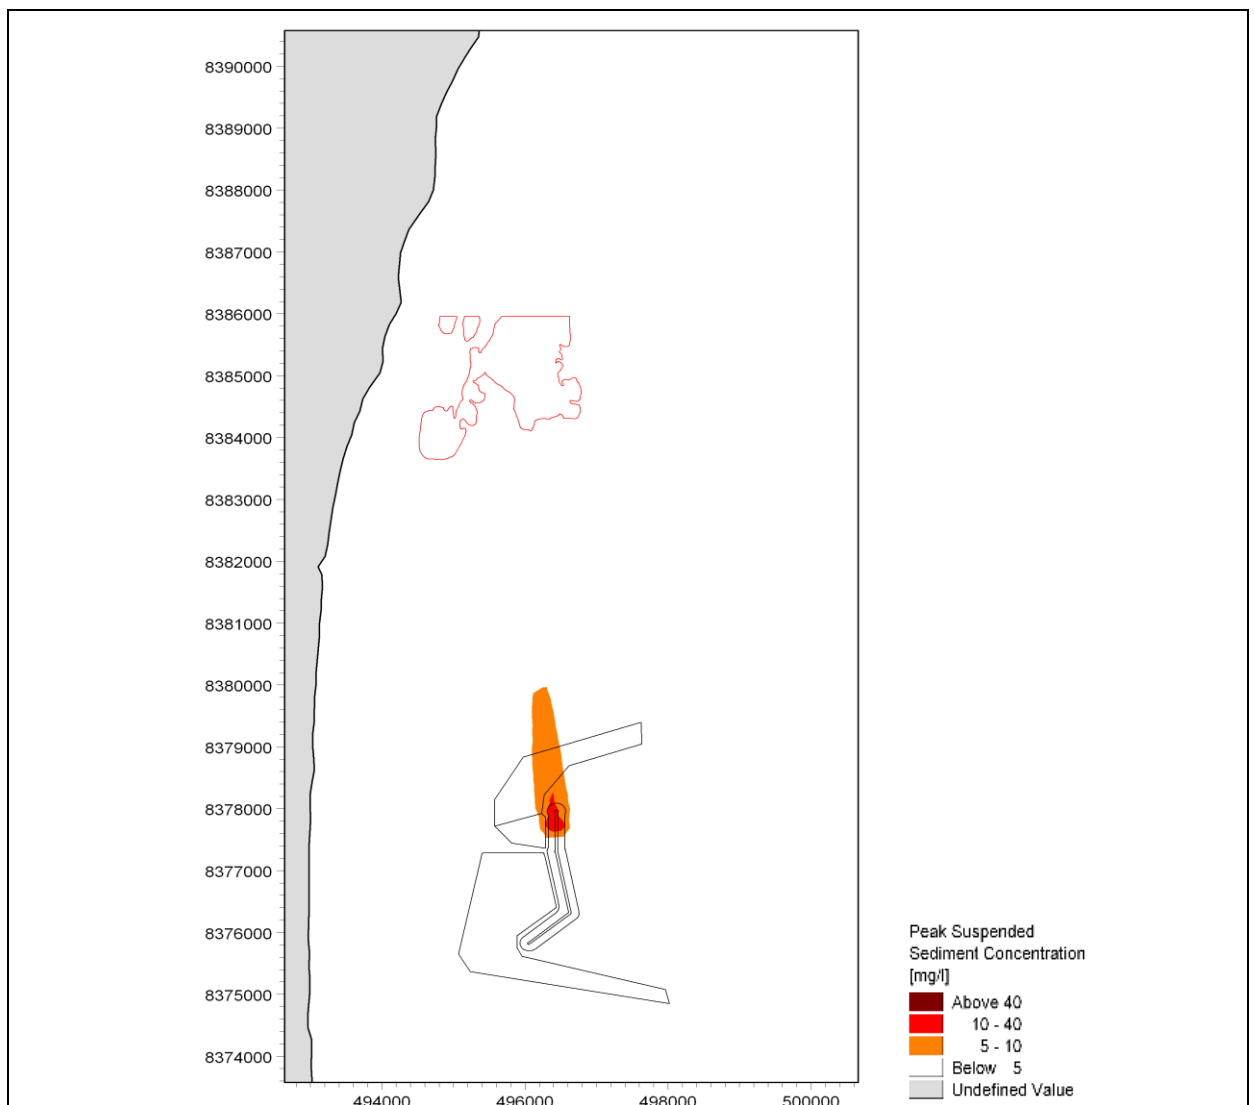 8390000
8389000
8388000
8387000
8386000
8385000
8384000
8383000
8382000
8381000
8380000
8379000
8378000
8377000
8376000
8375000
8374000
494000 496000 498000 500000
Peak Suspended
Sediment Concentration
[mg/l]
Above 40
10 - 40
5 - 10
Below 5
Undefined Value